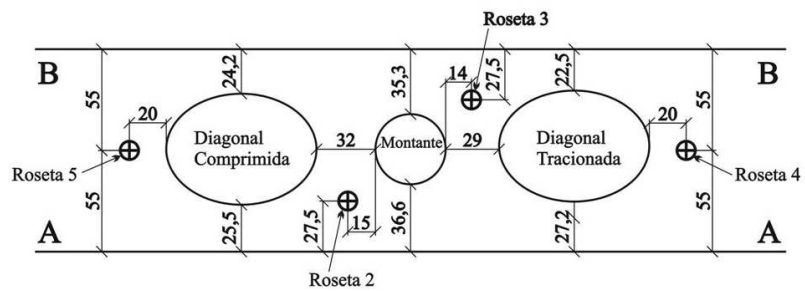 Roseta 3
B
B
55
24,2
35,3
14
27,5
22,5
55
20
20
Diagonal
Comprimida
32
Montante
29
Diagonal
Tracionada
Roseta 5
Roseta 4
55
55
A
A
25,5
27,5
15
36,6
27,2
Roseta 2